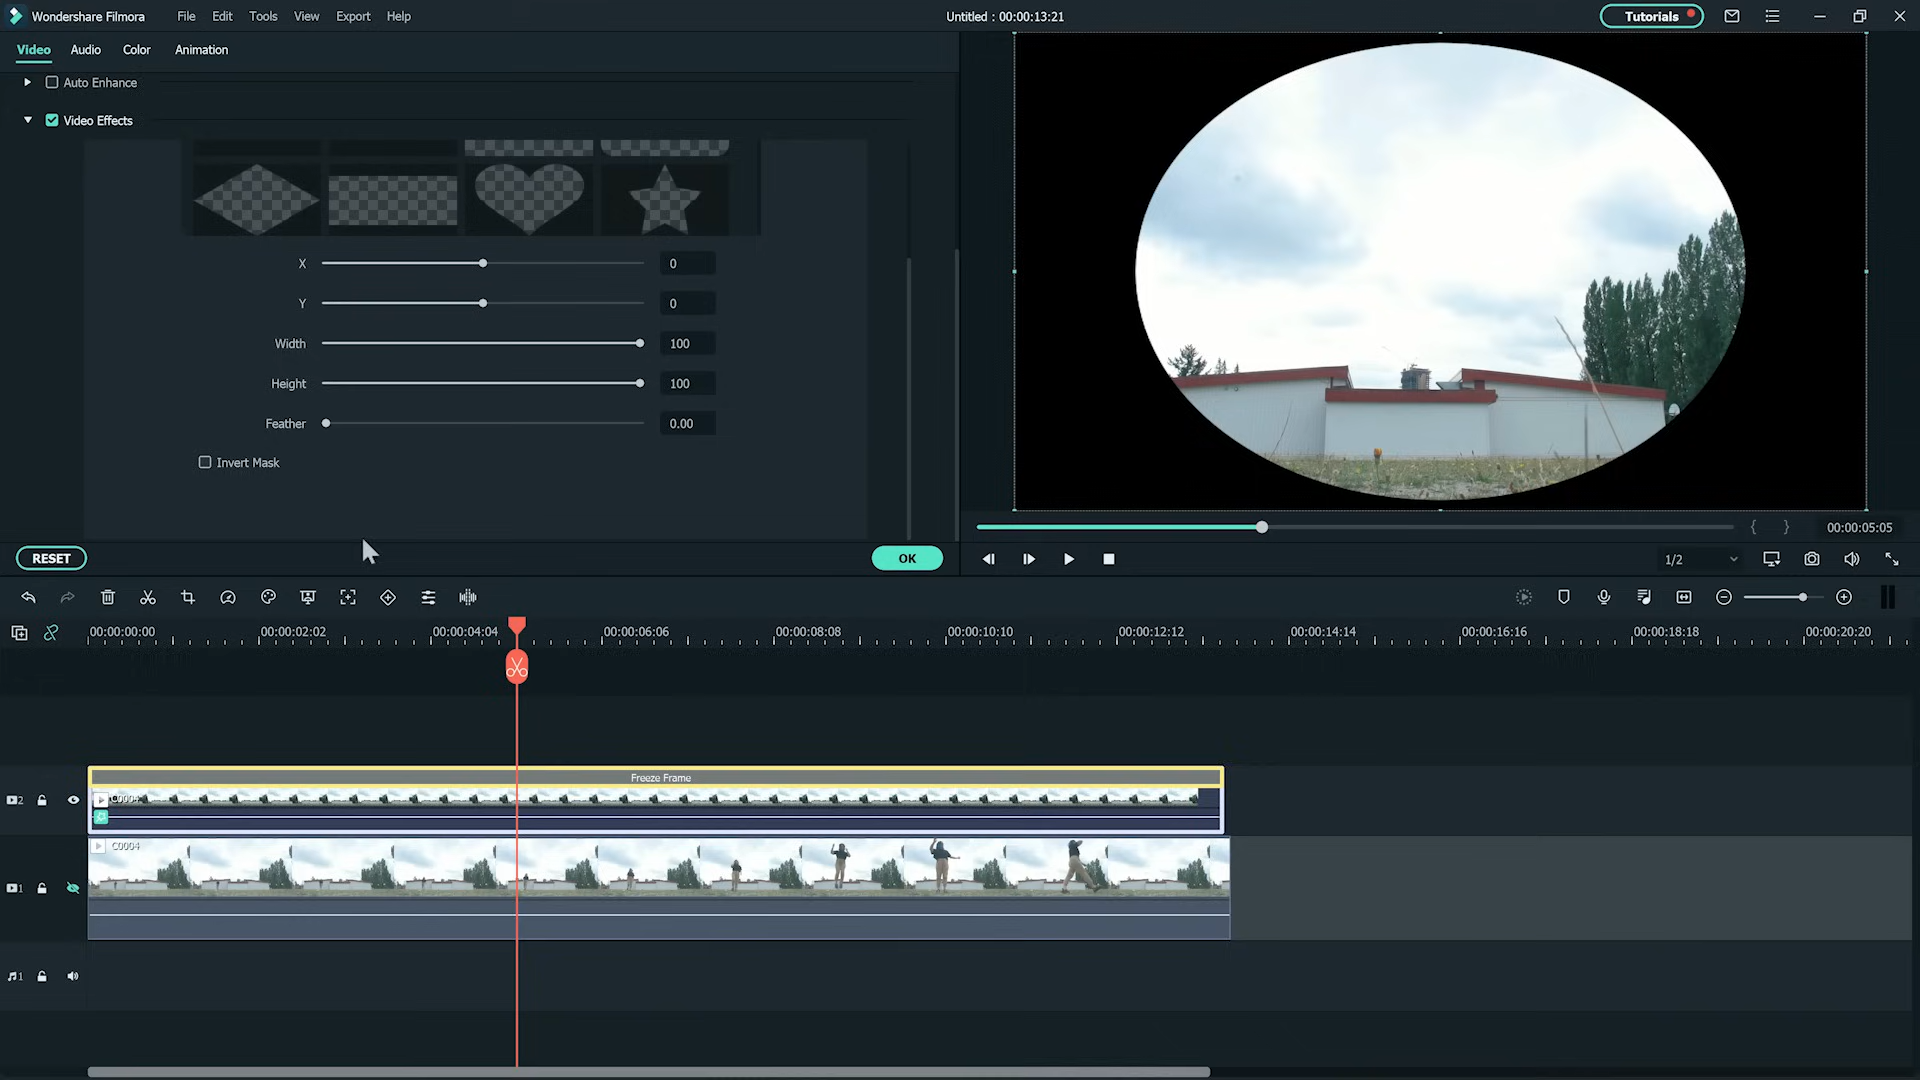 Wondershare Filmora File Edit Tools View Export Help Untitled : 00:00:13:21 Tutorials
Video Audio Color Animation
Auto Enhance
Video Effects
X 0
Y 0
Width 100
Height 100
Feather 0.00
Invert Mask
RESET OK
00:00:05:05
1/2
00:00:00:00 00:00:02:02 00:00:04:04 00:00:06:06 00:00:08:08 00:00:10:10 00:00:12:12 00:00:14:14 00:00:16:16 00:00:18:18 00:00:20:20
Freeze Frame
2 C0004
C0004
1
1